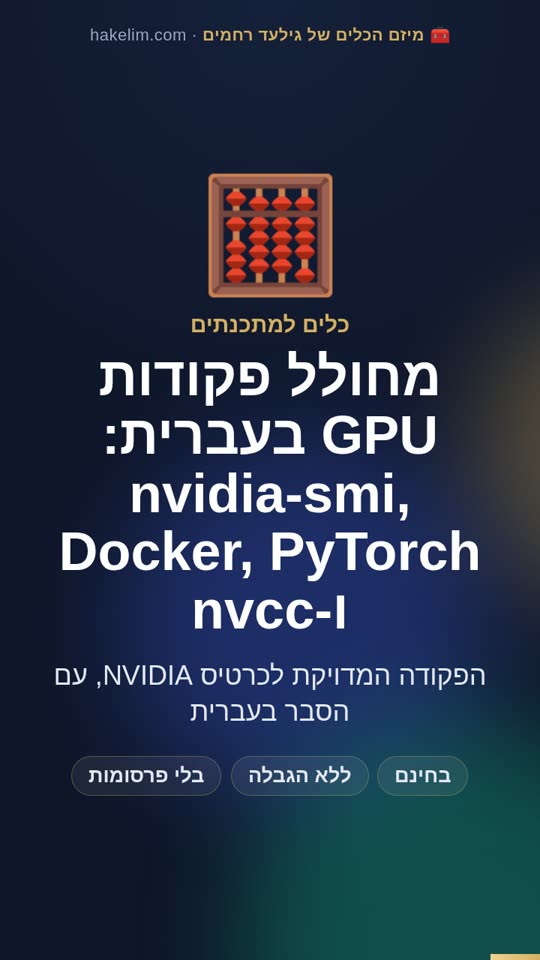 🧰 מיזם הכלים של גילעד רחמים · hakelim.com
כלים למתכנתים
מחולל פקודות
GPU בעברית:
nvidia-smi,
Docker, PyTorch
ו-nvcc
הפקודה המדויקת לכרטיס NVIDIA, עם
הסבר בעברית
בחינם
ללא הגבלה
בלי פרסומות